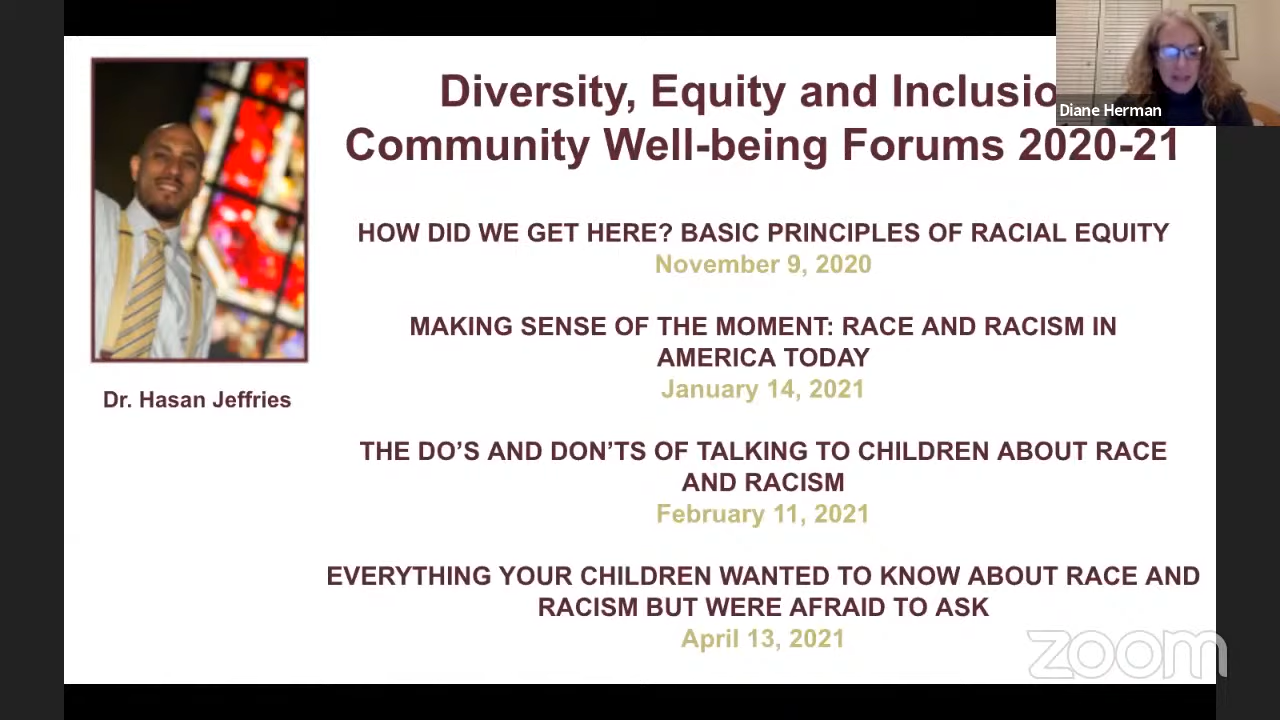 Diversity, Equity and Inclusio
Community Well-being Forums 2020-21
Diane Herman
HOW DID WE GET HERE? BASIC PRINCIPLES OF RACIAL EQUITY
November 9, 2020
MAKING SENSE OF THE MOMENT: RACE AND RACISM IN
AMERICA TODAY
January 14, 2021
Dr. Hasan Jeffries
THE DO’S AND DON’TS OF TALKING TO CHILDREN ABOUT RACE
AND RACISM
February 11, 2021
EVERYTHING YOUR CHILDREN WANTED TO KNOW ABOUT RACE AND
RACISM BUT WERE AFRAID TO ASK
April 13, 2021
zoom